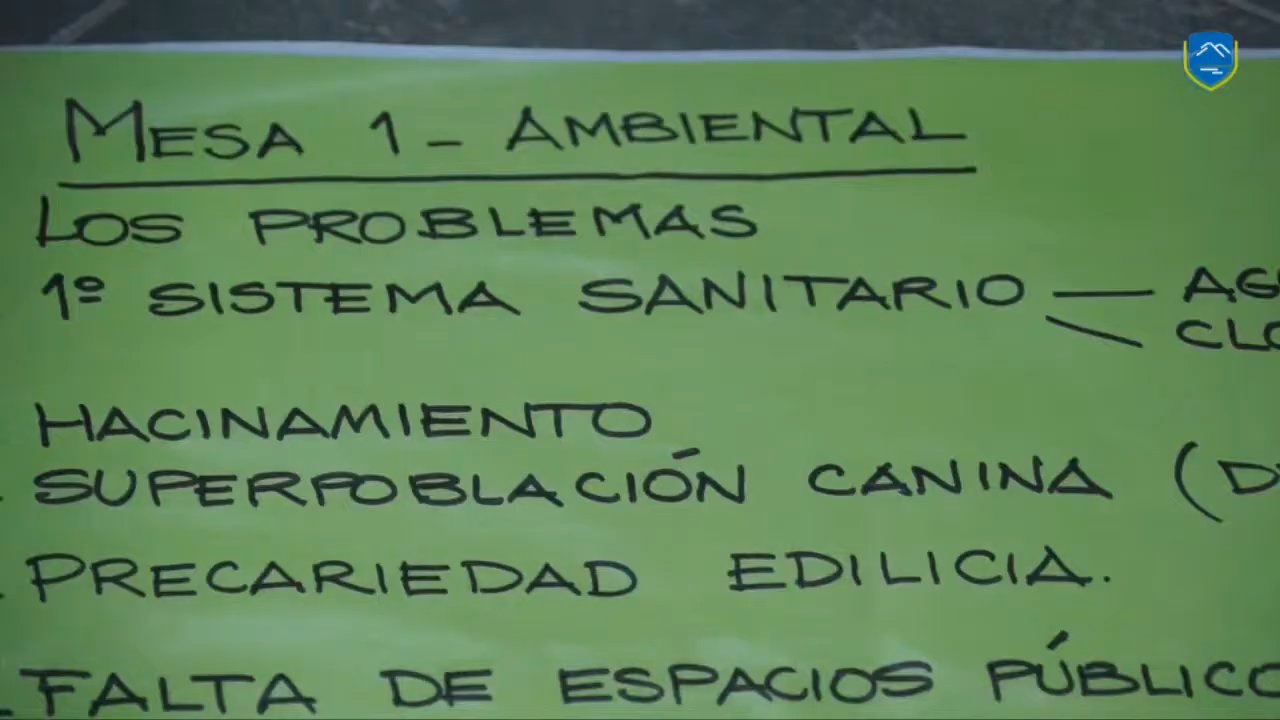 MESA 1 - AMBIENTAL
LOS PROBLEMAS
1º SISTEMA SANITARIO
HACINAMIENTO
SUPERPOBLACIÓN CANINA
PRECARIEDAD EDILICIA.
FALTA DE ESPACIOS